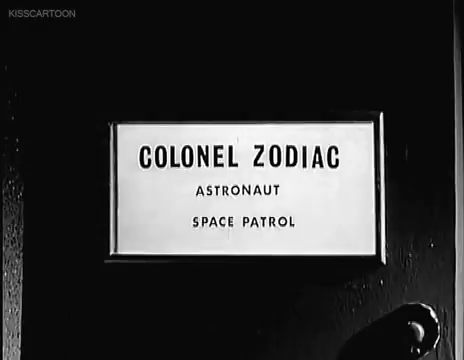 KISSCARTOON
COLONEL ZODIAC
ASTRONAUT
SPACE PATROL